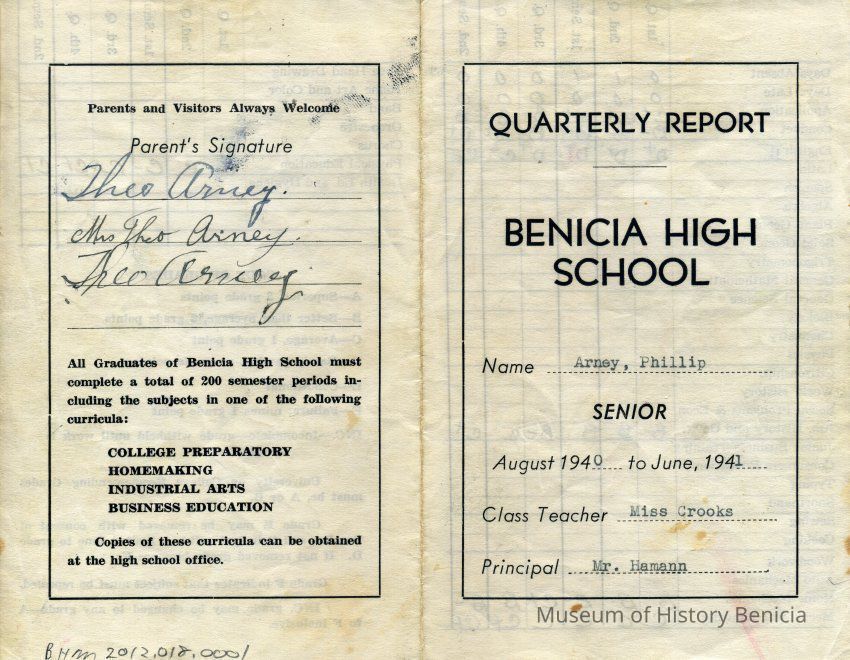 Parents and Visitors Always Welcome
Parent's Signature
Theo Arney.
Mrs Theo Arney.
Theo Arney
All Graduates of Benicia High School must
complete a total of 200 semester periods in-
cluding the subjects in one of the following
curricula:
COLLEGE PREPARATORY
HOMEMAKING
INDUSTRIAL ARTS
BUSINESS EDUCATION
Copies of these curricula can be obtained
at the high school office.
BHM 2012.018.0001
QUARTERLY REPORT
BENICIA HIGH
SCHOOL
Name Arney, Phillip
SENIOR
August 1940 to June, 1941
Class Teacher Miss Crooks
Principal Mr. Hamann
Museum of History Benicia